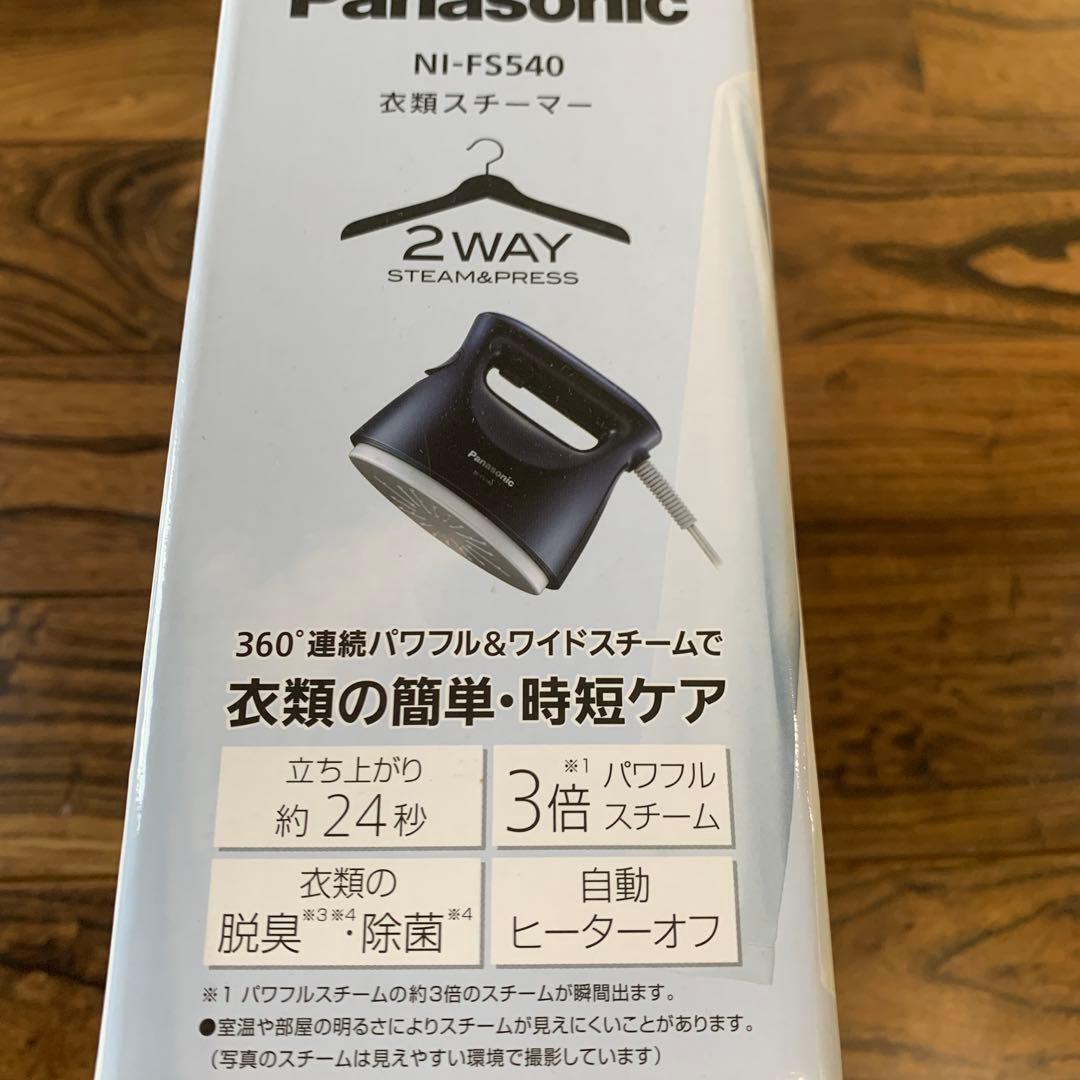 Panasonic
NI-FS540
衣類スチーマー
2WAY
STEAM&PRESS
Panasonic
360°連続パワフル&ワイドスチームで
衣類の簡単・時短ケア
立ち上がり
約24秒
3倍※1パワフル
スチーム
衣類の
脱臭※3※4・除菌※4
自動
ヒーターオフ
※1 パワフルスチームの約3倍のスチームが瞬間出ます。
●室温や部屋の明るさによりスチームが見えにくいことがあります。
(写真のスチームは見えやすい環境で撮影しています)